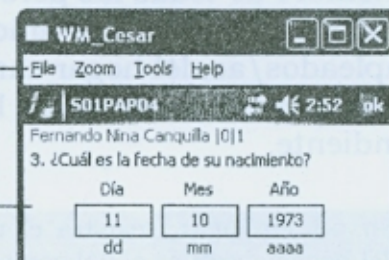 WM_Cesar
File Zoom Tools Help
S01PAP04 2:52 ok
Fernando Nina Canquilla |0|1
3. ¿Cuál es la fecha de su nacimiento?
Día Mes Año
11 10 1973
dd mm aaaa